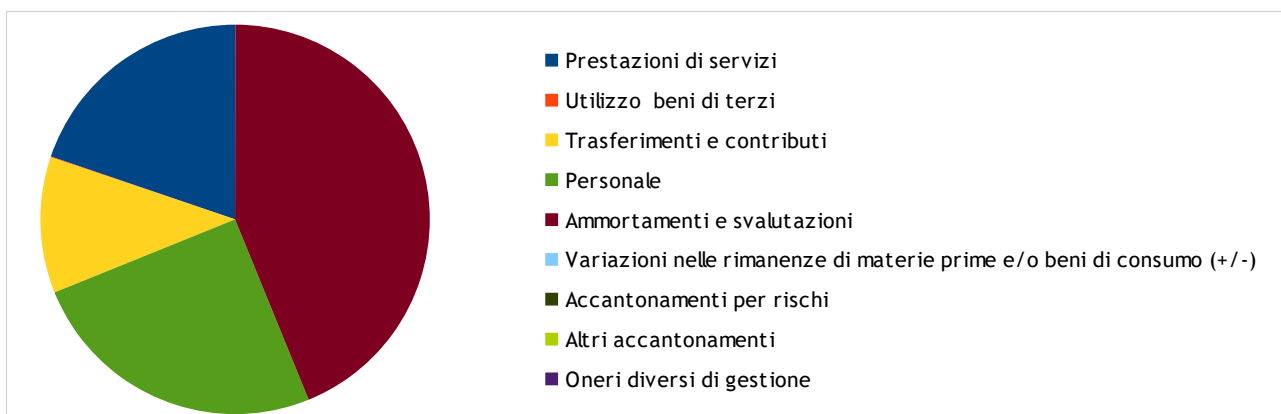 Prestazioni di servizi
Utilizzo beni di terzi
Trasferimenti e contributi
Personale
Ammortamenti e svalutazioni
Variazioni nelle rimanenze di materie prime e/o beni di consumo (+/-)
Accantonamenti per rischi
Altri accantonamenti
Oneri diversi di gestione